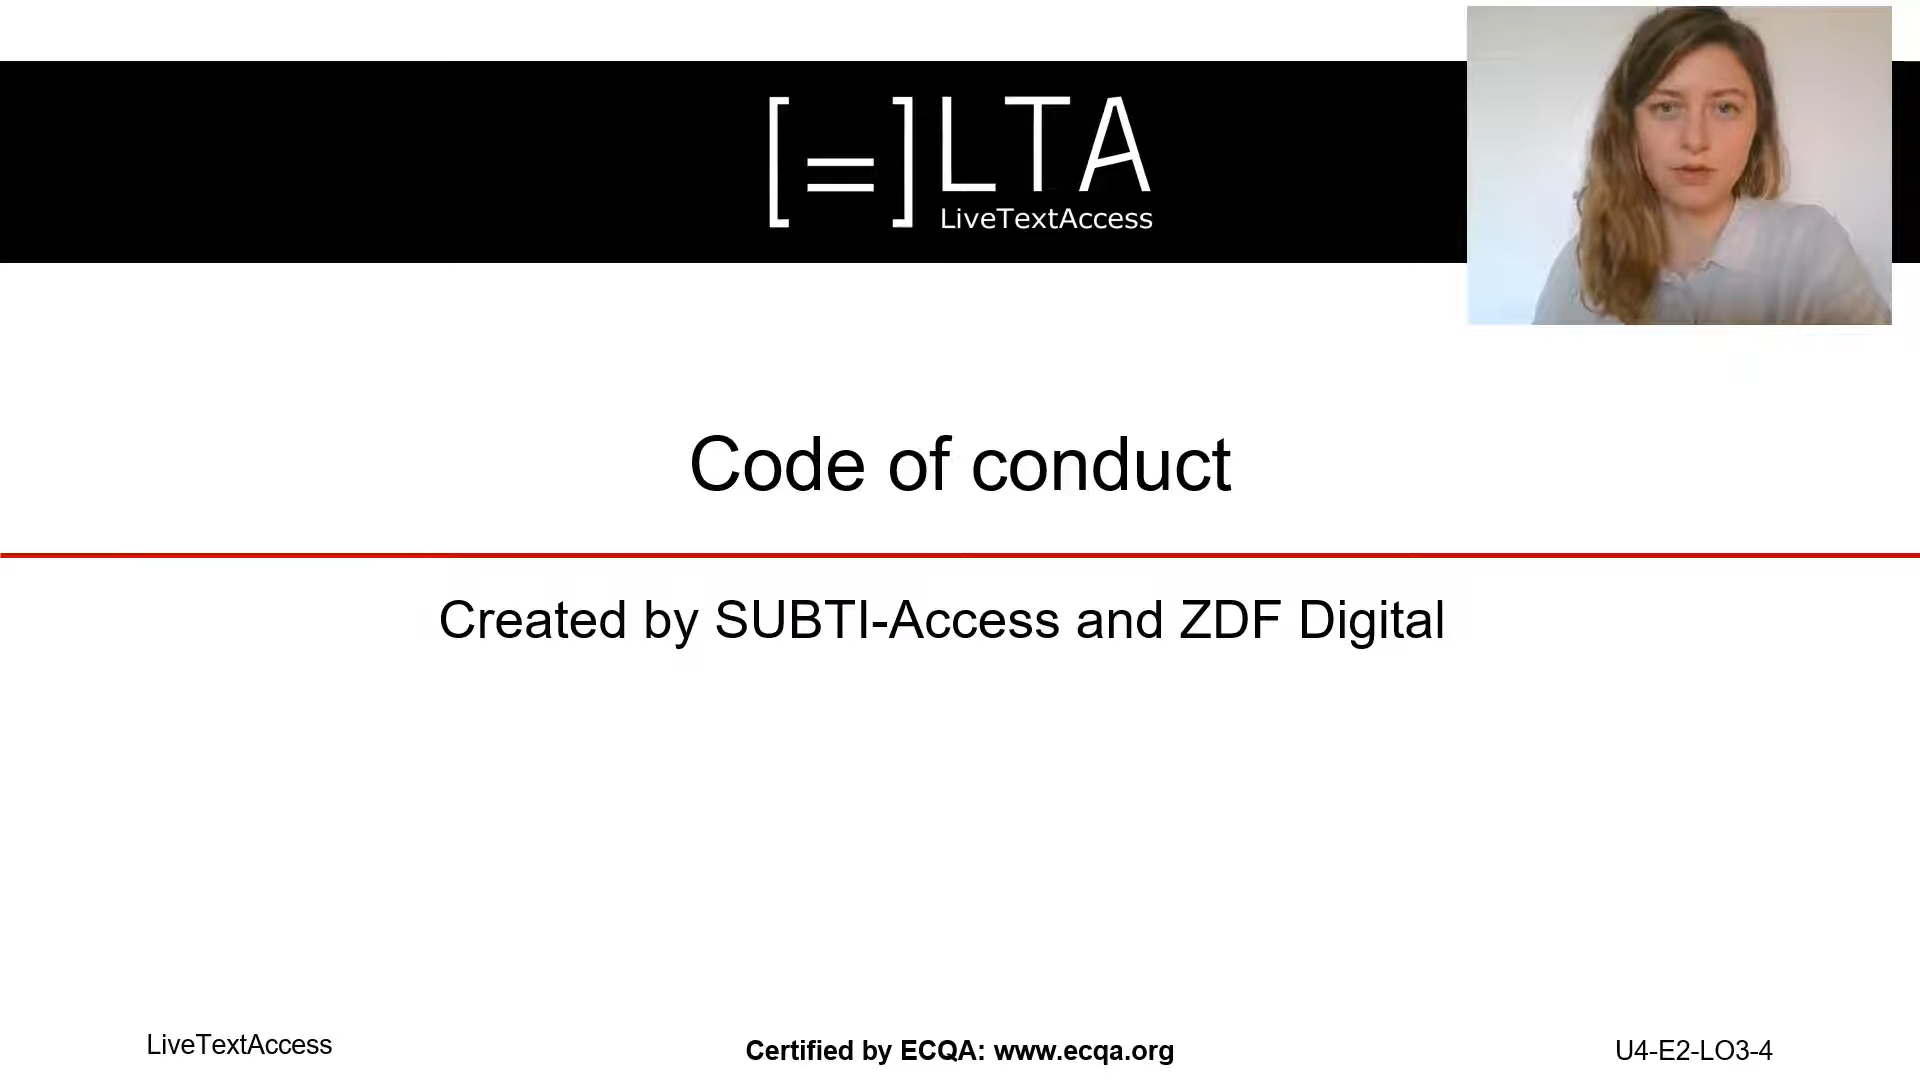 [=] LTA
LiveTextAccess
Code of conduct
Created by SUBTI-Access and ZDF Digital
LiveTextAccess
Certified by ECQA: www.ecqa.org
U4-E2-LO3-4